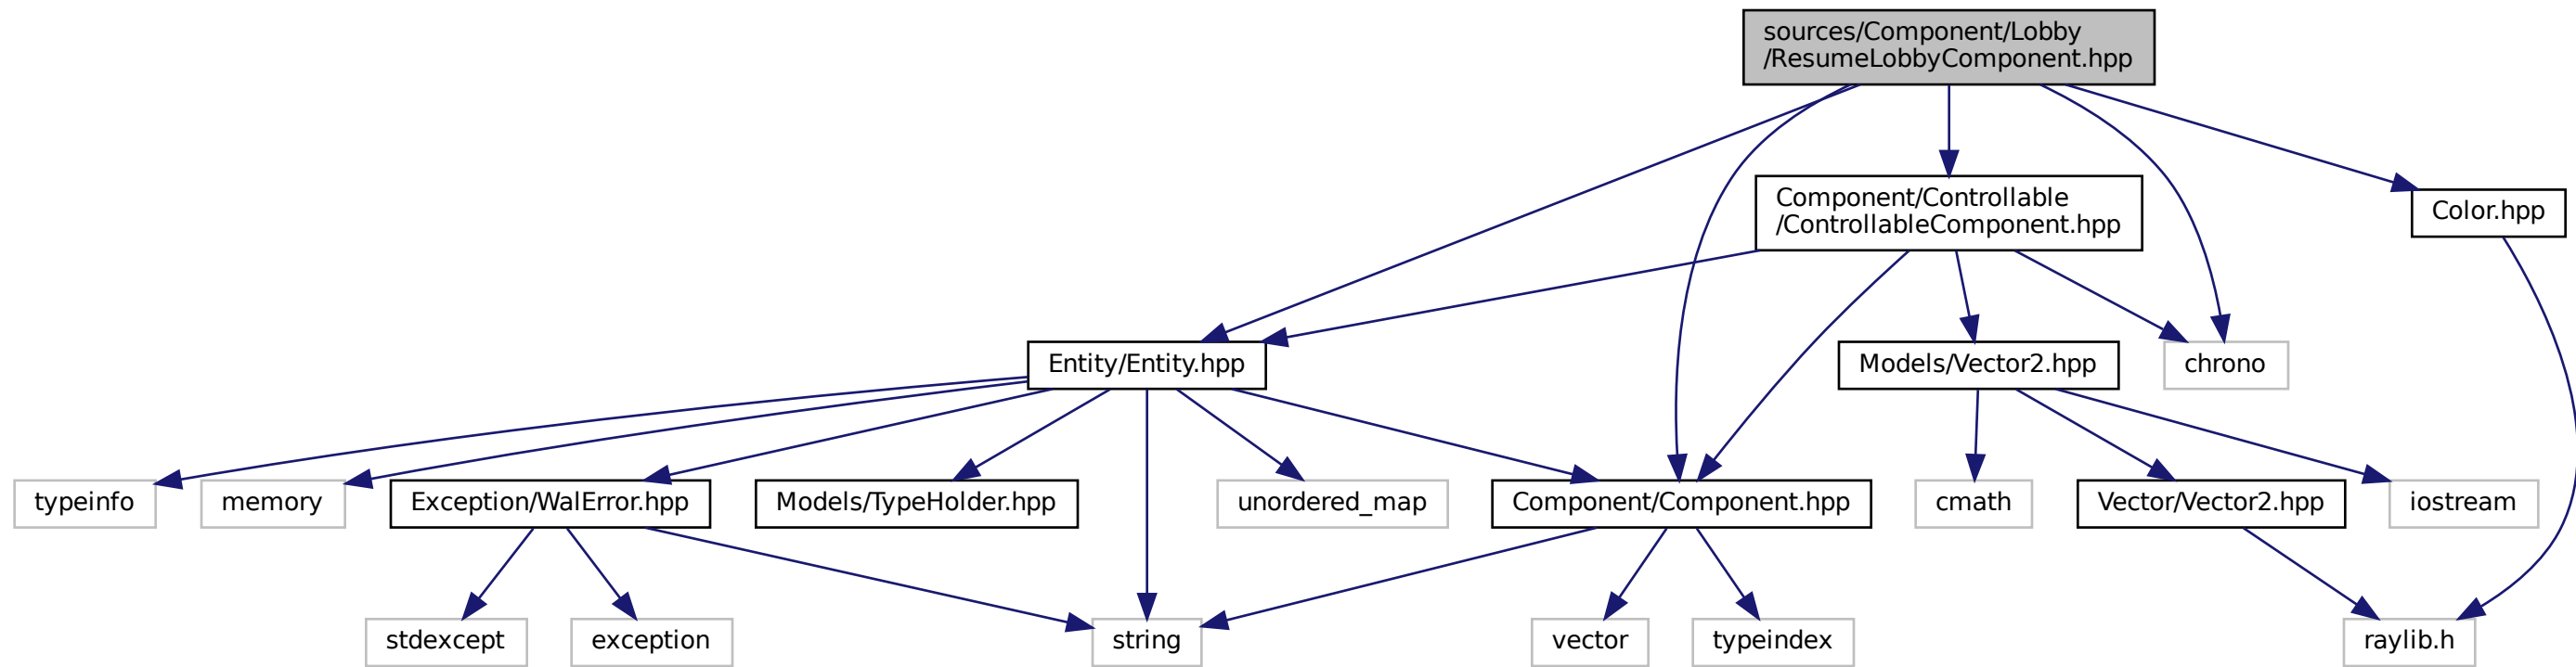 sources/Component/Lobby
/ResumeLobbyComponent.hpp
Component/Controllable
/ControllableComponent.hpp
Color.hpp
Entity/Entity.hpp
Models/Vector2.hpp
chrono
typeinfo
memory
Exception/WalError.hpp
Models/TypeHolder.hpp
unordered_map
Component/Component.hpp
cmath
Vector/Vector2.hpp
iostream
stdexcept
exception
string
vector
typeindex
raylib.h